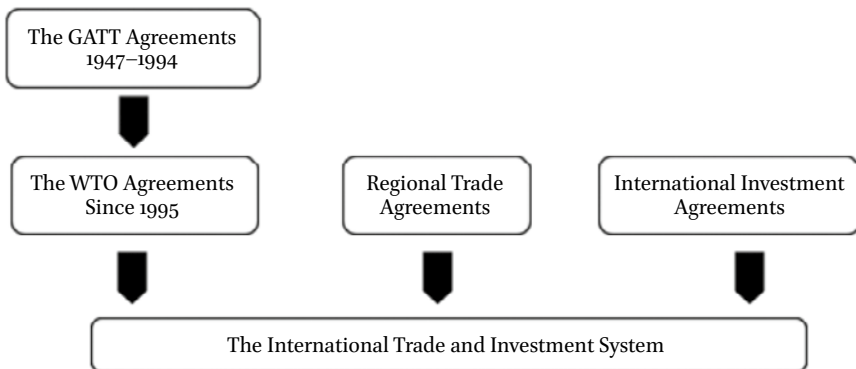 The GATT Agreements
1947–1994
The WTO Agreements
Since 1995
Regional Trade
Agreements
International Investment
Agreements
The International Trade and Investment System